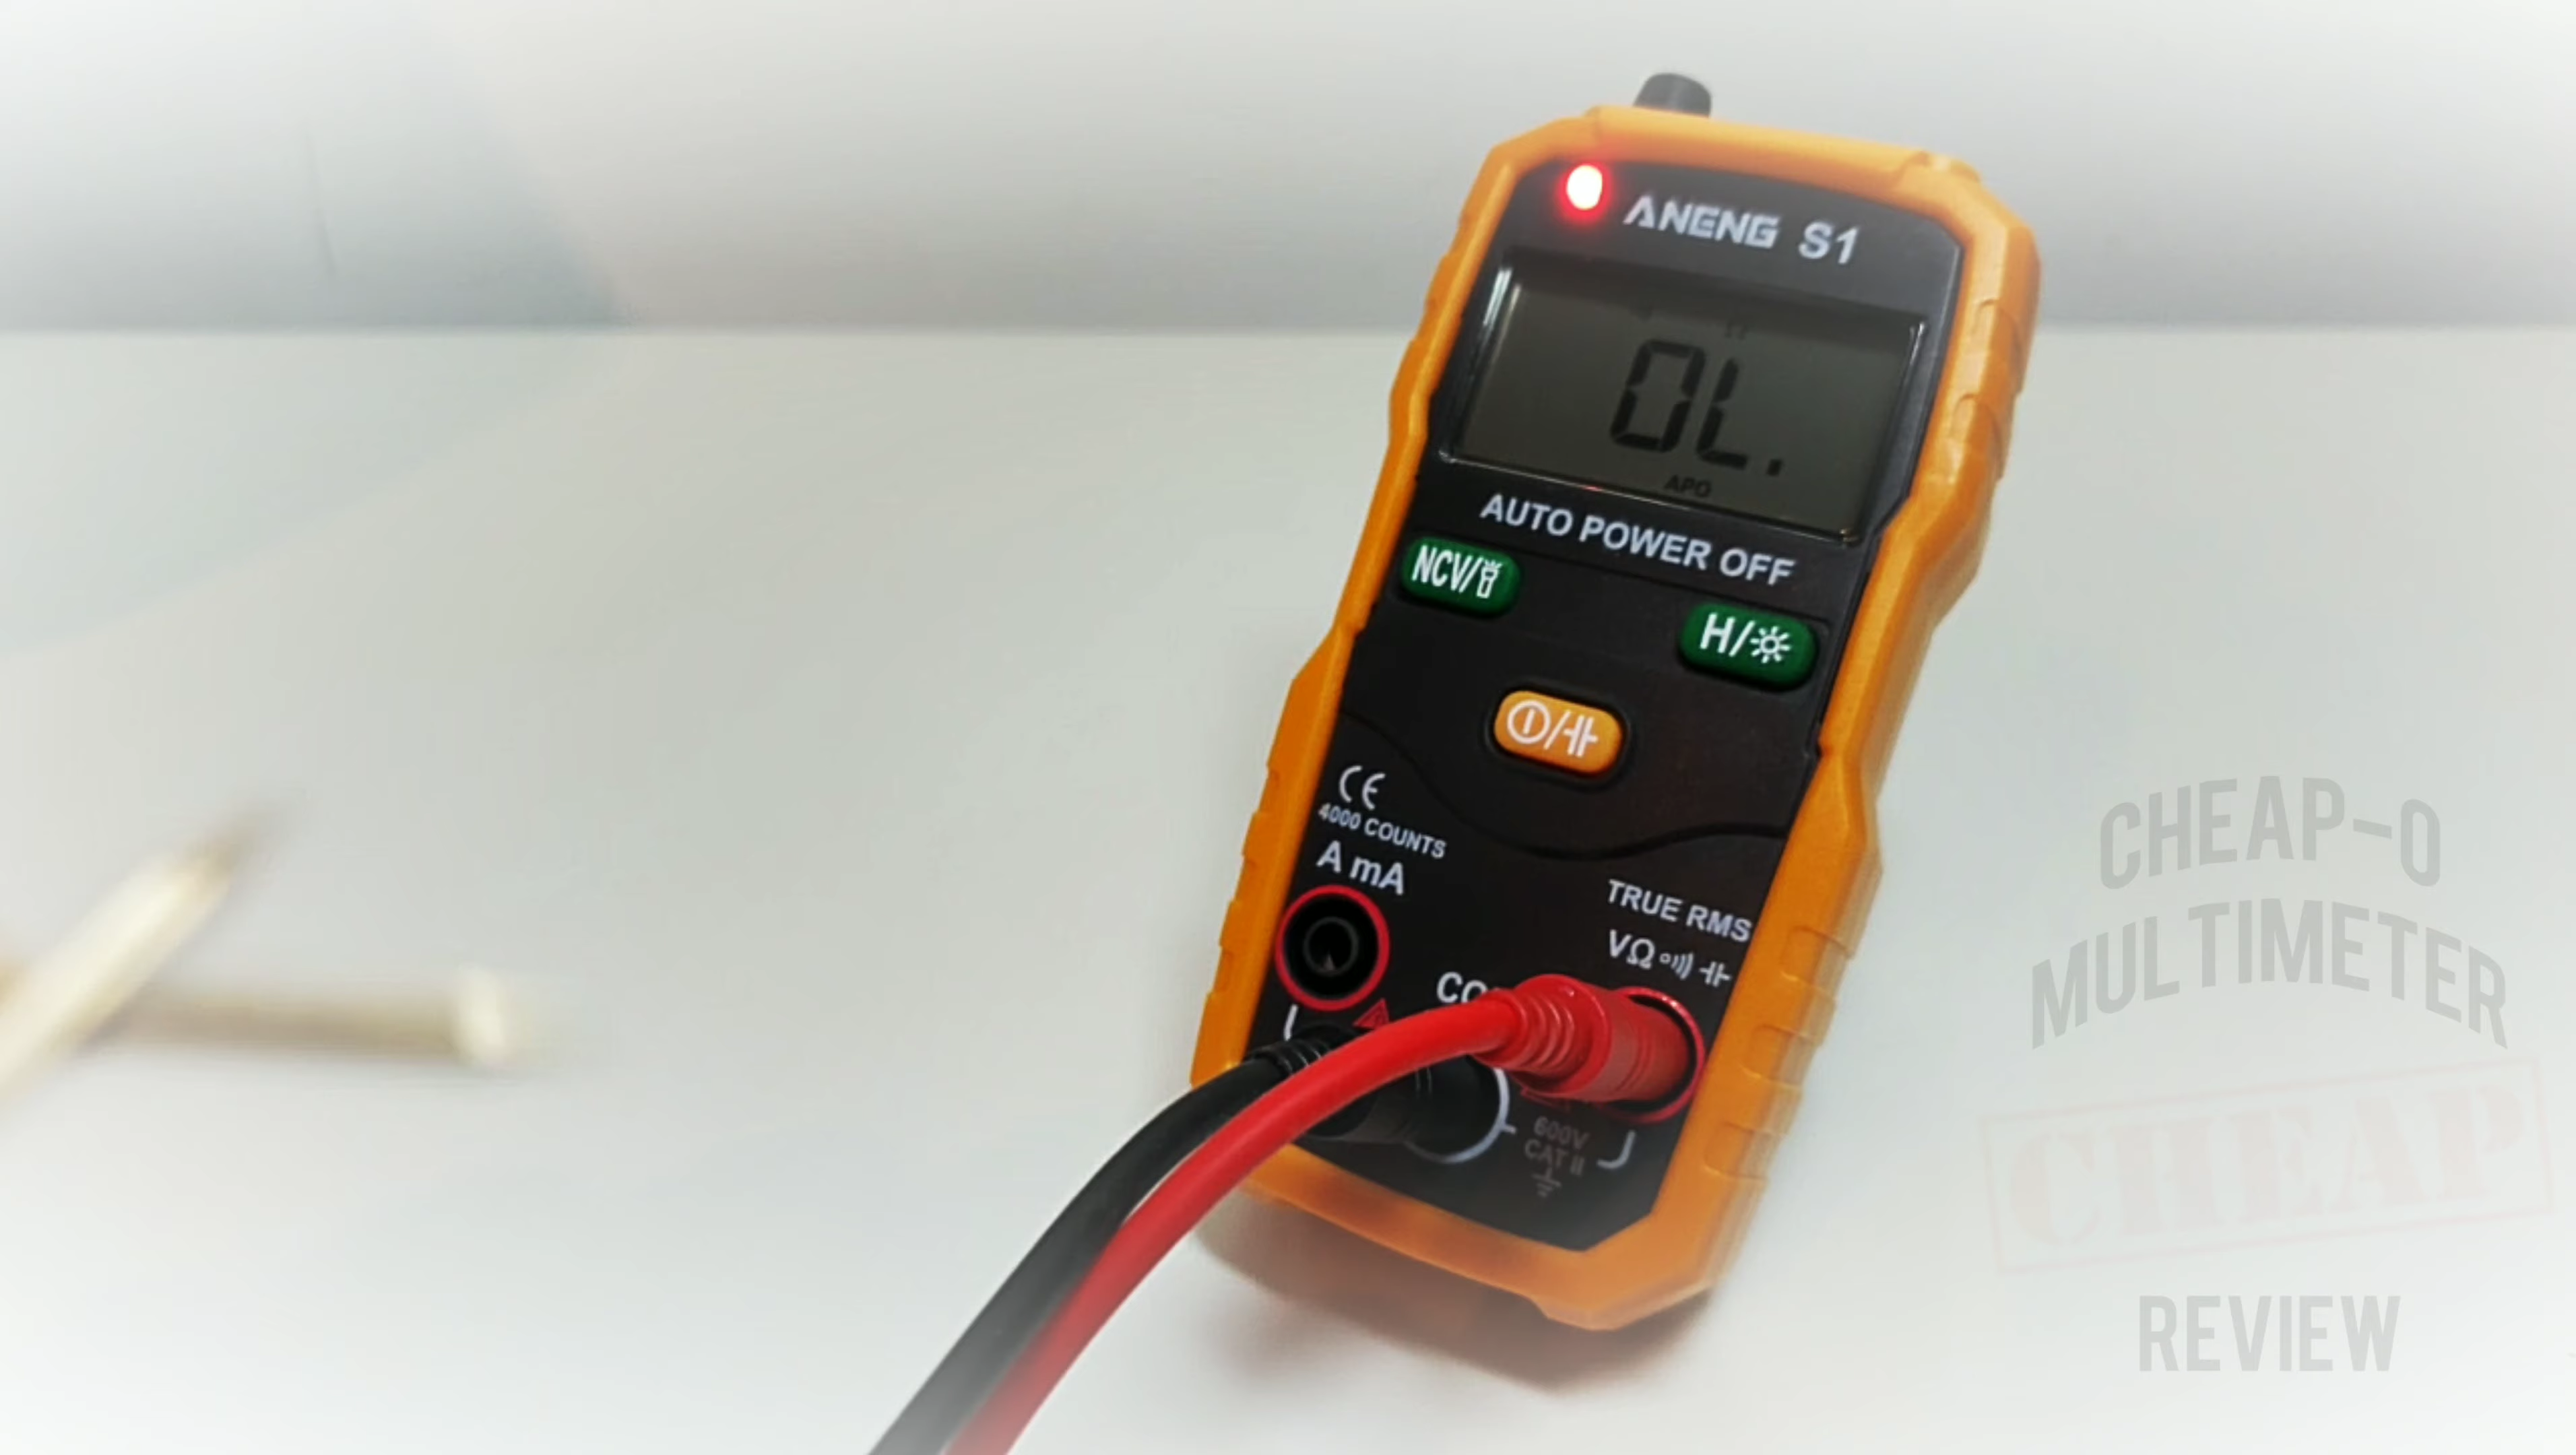 ANENG S1
OL.
APO
AUTO POWER OFF
NCV/
H/
CE
4000 COUNTS
A mA
TRUE RMS
VΩ
600V
CAT II
CHEAP-O
MULTIMETER
CHEAP
REVIEW